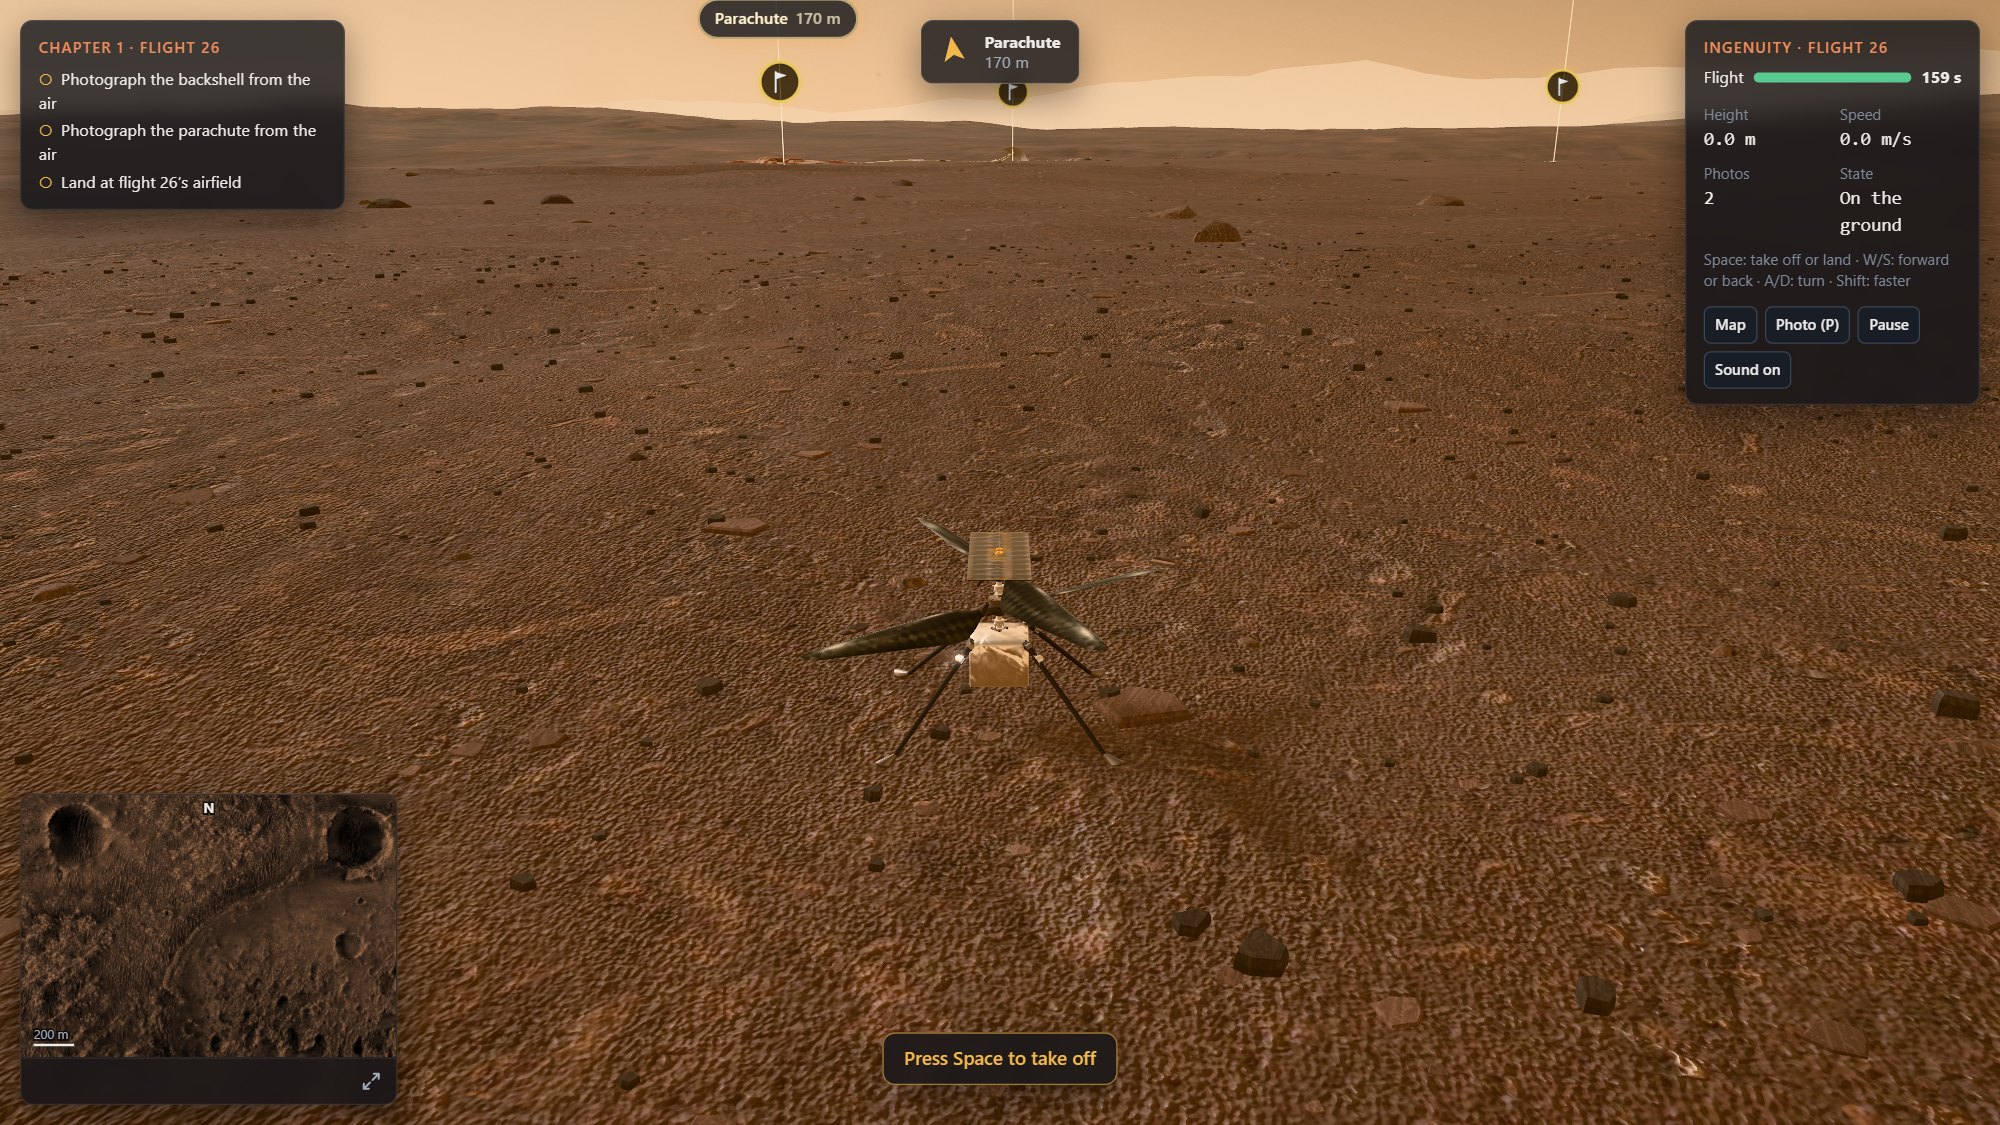 Parachute 170 m
CHAPTER 1 · FLIGHT 26
Photograph the backshell from the
air
Photograph the parachute from the
air
Land at flight 26's airfield
Parachute
170 m
INGENUITY · FLIGHT 26
Flight 159 s
Height Speed
0.0 m 0.0 m/s
Photos State
2 On the
ground
Space: take off or land · W/S: forward
or back · A/D: turn · Shift: faster
Map Photo (P) Pause
Sound on
N
200 m
Press Space to take off